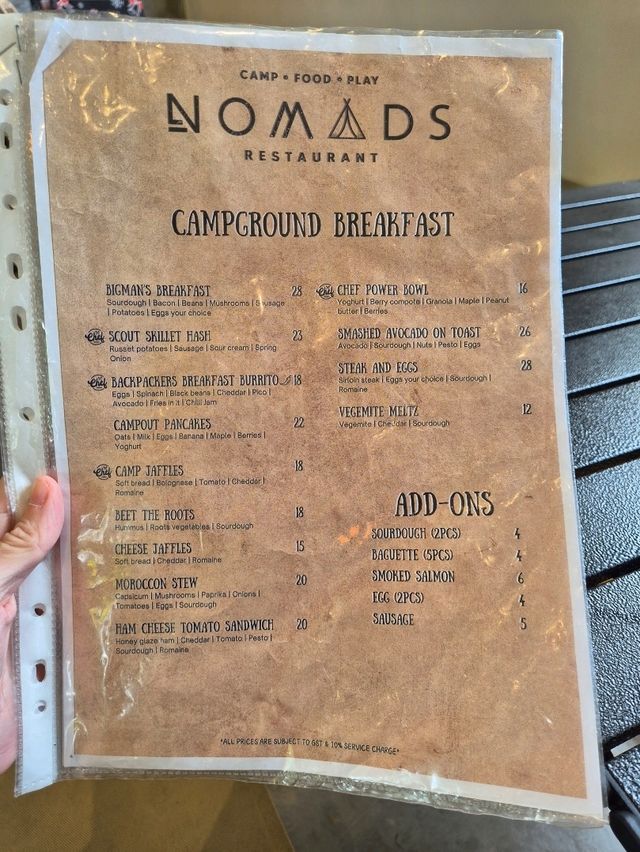 CAMP • FOOD • PLAY
NOMADS
RESTAURANT
CAMPGROUND BREAKFAST
BIGMAN'S BREAKFAST 28
Sourdough | Bacon | Beans | Mushrooms | Sausage
| Potatoes | Eggs your choice
SCOUT SKILLET HASH 23
Russet potatoes | Sausage | Sour cream | Spring
Onion
BACKPACKERS BREAKFAST BURRITO 18
Eggs | Spinach | Black beans | Cheddar | Pico |
Avocado | Fries in it | Chilli Jam
CAMPOUT PANCAKES 22
Oats | Milk | Eggs | Banana | Maple | Berries |
Yoghurt
CAMP JAFFLES 18
Soft bread | Bolognese | Tomato | Cheddar |
Romaine
BEET THE ROOTS 18
Hummus | Roots vegetables | Sourdough
CHEESE JAFFLES 15
Soft bread | Cheddar | Romaine
MOROCCON STEW 20
Capsicum | Mushrooms | Paprika | Onions |
Tomatoes | Eggs | Sourdough
HAM CHEESE TOMATO SANDWICH 20
Honey glaze ham | Cheddar | Tomato | Pesto |
Sourdough | Romaine
CHEF POWER BOWL 16
Yoghurt | Berry compote | Granola | Maple | Peanut
butter | Berries
SMASHED AVOCADO ON TOAST 26
Avocado | Sourdough | Nuts | Pesto | Eggs
STEAK AND EGGS 28
Sirloin steak | Eggs your choice | Sourdough |
Romaine
VEGEMITE MELTZ 12
Vegemite | Cheddar | Sourdough
ADD-ONS
SOURDOUGH (2PCS) 4
BAGUETTE (5PCS) 4
SMOKED SALMON 6
EGG (2PCS) 4
SAUSAGE 5
*ALL PRICES ARE SUBJECT TO GST & 10% SERVICE CHARGE*